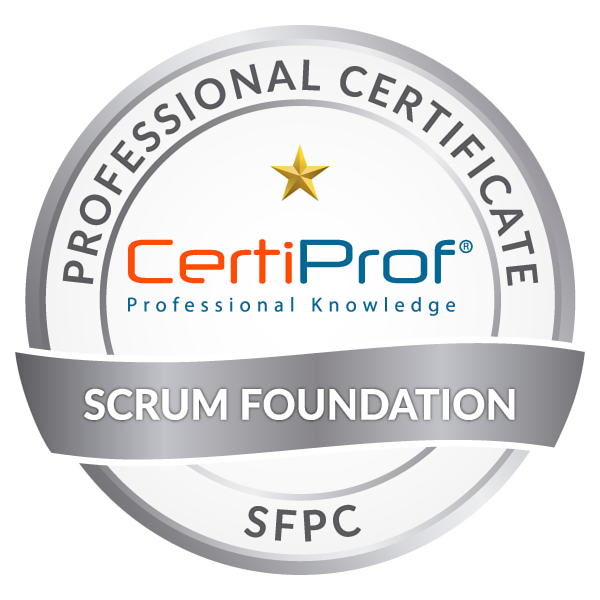 PROFESSIONAL CERTIFICATE
CertiProf®
Professional Knowledge
SCRUM FOUNDATION
SFPC